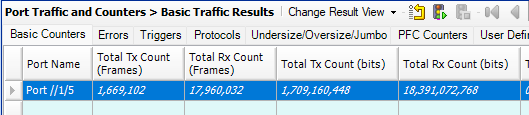 Port Traffic and Counters > Basic Traffic Results Change Result View
Basic Counters Errors Triggers Protocols Undersize/Oversize/Jumbo PFC Counters User Defi
Port Name Total Tx Count (Frames) Total Rx Count (Frames) Total Tx Count (bits) Total Rx Count (bits)
Port //1/5 1,669,102 17,960,032 1,709,160,448 18,391,072,768